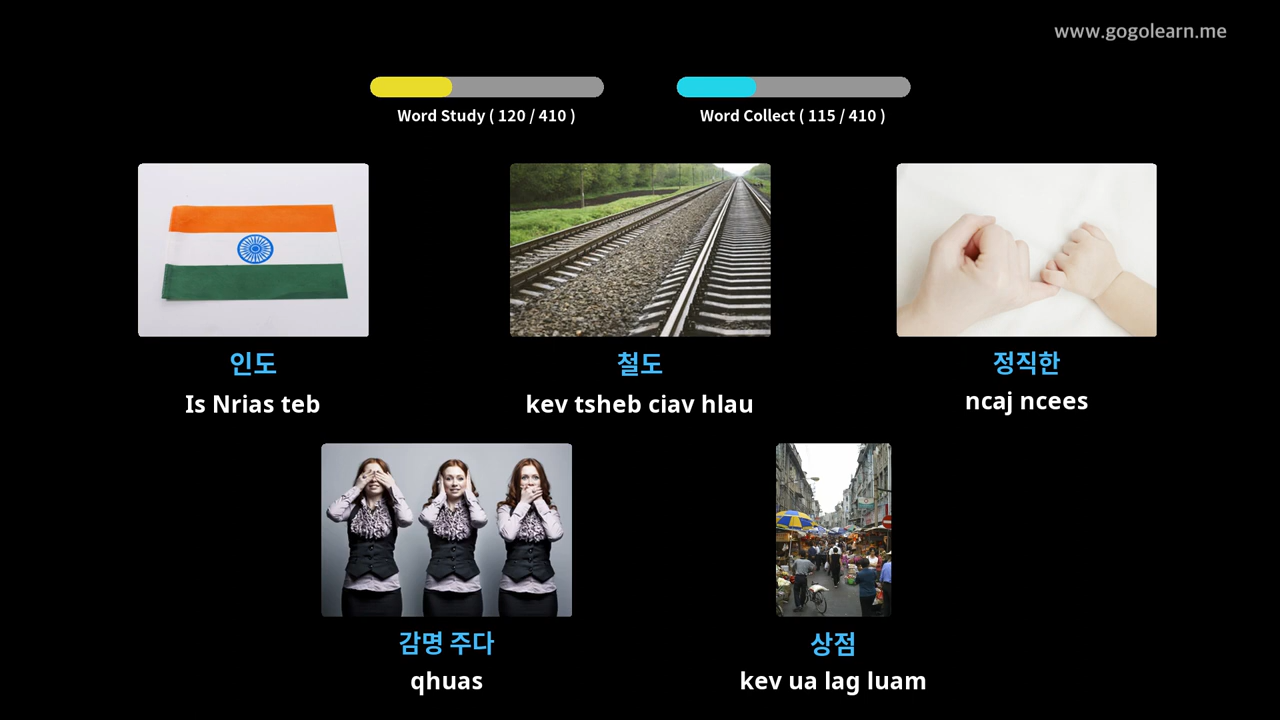 www.gogolearn.me
Word Study ( 120 / 410 )
Word Collect ( 115 / 410 )
인도
철도
정직한
Is Nrias teb
kev tsheb ciav hlau
ncaj ncees
감명 주다
상점
qhuas
kev ua lag luam